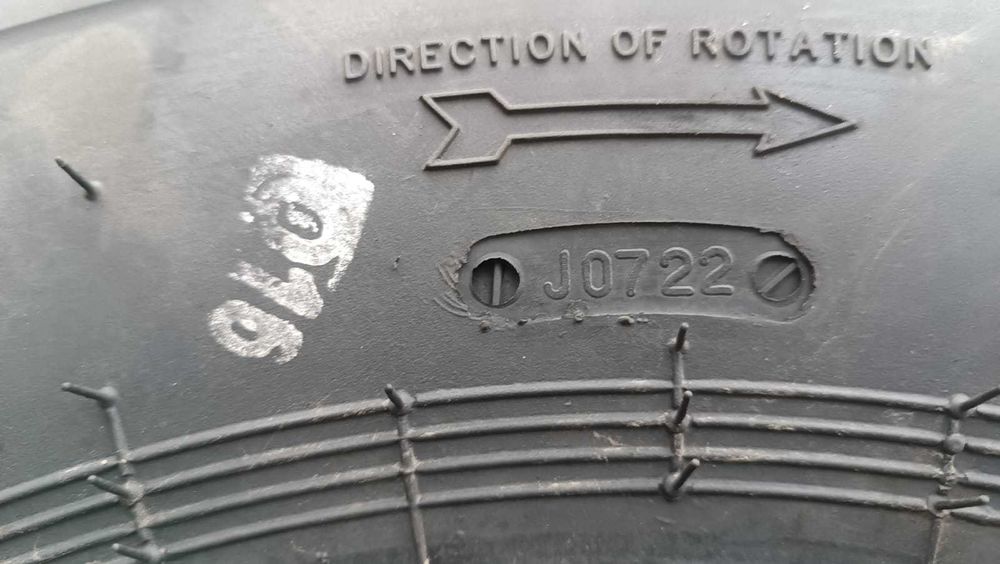 DIRECTION OF ROTATION
J0722